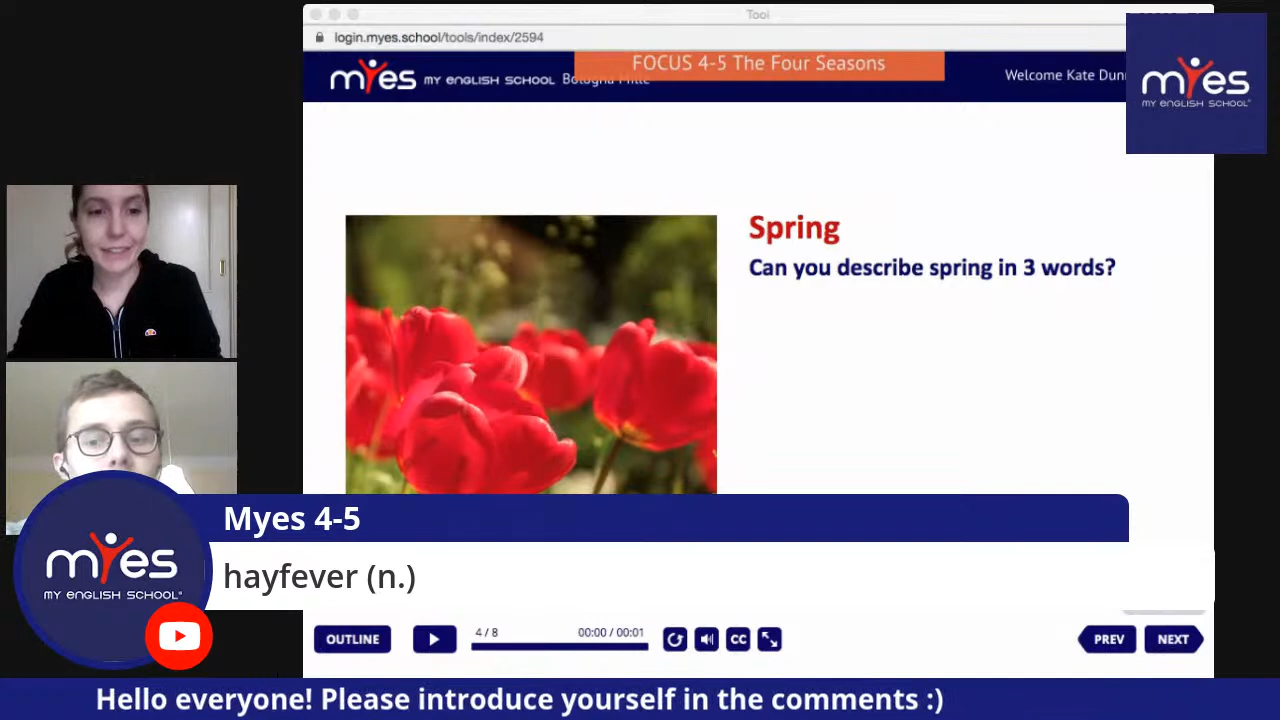 Tool
login.myes.school/tools/index/2594
FOCUS 4-5 The Four Seasons
myes MY ENGLISH SCHOOL Bologna Mille
Welcome Kate Dunn
myes
MY ENGLISH SCHOOL
Spring
Can you describe spring in 3 words?
Myes 4-5
myes
MY ENGLISH SCHOOL
hayfever (n.)
OUTLINE
4 / 8
00:00 / 00:01
CC
PREV
NEXT
Hello everyone! Please introduce yourself in the comments :)